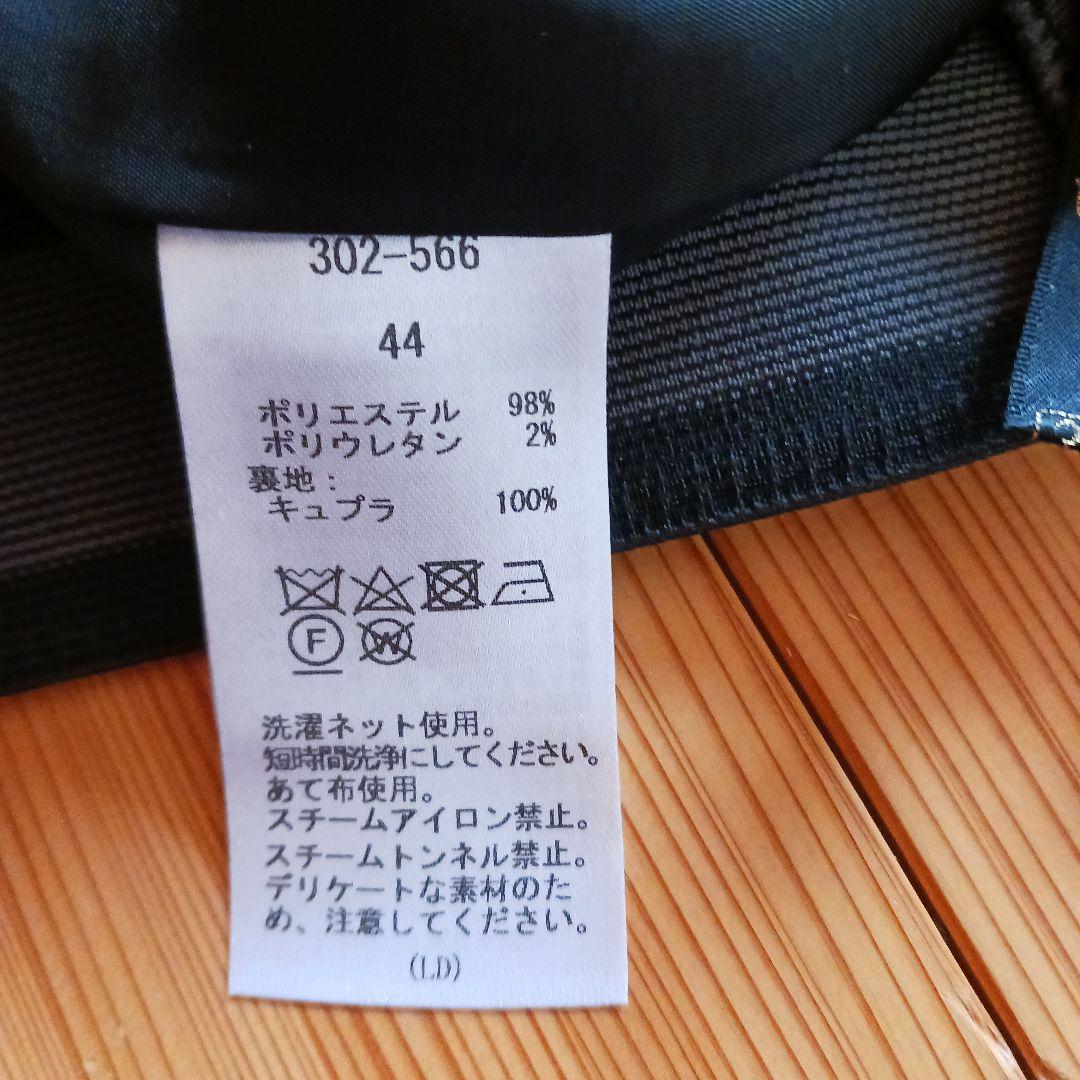 302-566
44
ポリエステル 98%
ポリウレタン 2%
裏地:
キュプラ 100%
F W
洗濯ネット使用。
短時間洗浄にしてください。
あて布使用。
スチームアイロン禁止。
スチームトンネル禁止。
デリケートな素材のた
め、注意してください。
(LD)